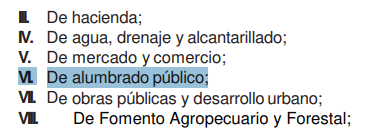 III. De hacienda;
IV. De agua, drenaje y alcantarillado;
V. De mercado y comercio;
VI. De alumbrado público;
VII. De obras públicas y desarrollo urbano;
VIII. De Fomento Agropecuario y Forestal;